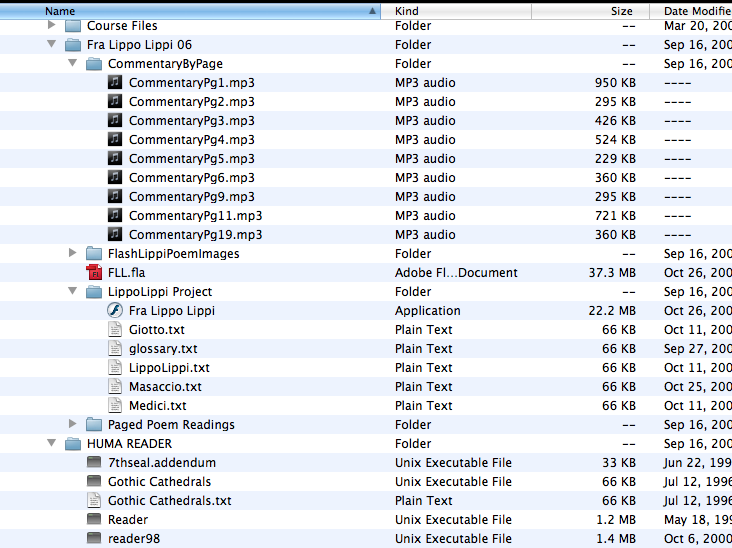 Name Kind Size Date Modifie
Course Files Folder -- Mar 20, 200
Fra Lippo Lippi 06 Folder -- Sep 16, 200
CommentaryByPage Folder -- Sep 16, 200
CommentaryPg1.mp3 MP3 audio 950 KB ----
CommentaryPg2.mp3 MP3 audio 295 KB ----
CommentaryPg3.mp3 MP3 audio 426 KB ----
CommentaryPg4.mp3 MP3 audio 524 KB ----
CommentaryPg5.mp3 MP3 audio 229 KB ----
CommentaryPg6.mp3 MP3 audio 360 KB ----
CommentaryPg9.mp3 MP3 audio 295 KB ----
CommentaryPg11.mp3 MP3 audio 721 KB ----
CommentaryPg19.mp3 MP3 audio 360 KB ----
FlashLippiPoemImages Folder -- Sep 16, 200
FLL.fla Adobe Fl...Document 37.3 MB Oct 26, 200
LippoLippi Project Folder -- Sep 16, 200
Fra Lippo Lippi Application 22.2 MB Oct 26, 200
Giotto.txt Plain Text 66 KB Oct 11, 200
glossary.txt Plain Text 66 KB Sep 27, 200
LippoLippi.txt Plain Text 66 KB Oct 11, 200
Masaccio.txt Plain Text 66 KB Oct 25, 200
Medici.txt Plain Text 66 KB Oct 11, 200
Paged Poem Readings Folder -- Sep 16, 200
HUMA READER Folder -- Sep 16, 200
7thseal.addendum Unix Executable File 33 KB Jun 22, 199
Gothic Cathedrals Unix Executable File 66 KB Jul 12, 1996
Gothic Cathedrals.txt Plain Text 66 KB Jul 12, 1996
Reader Unix Executable File 1.2 MB May 18, 199
reader98 Unix Executable File 1.4 MB Oct 6, 2000